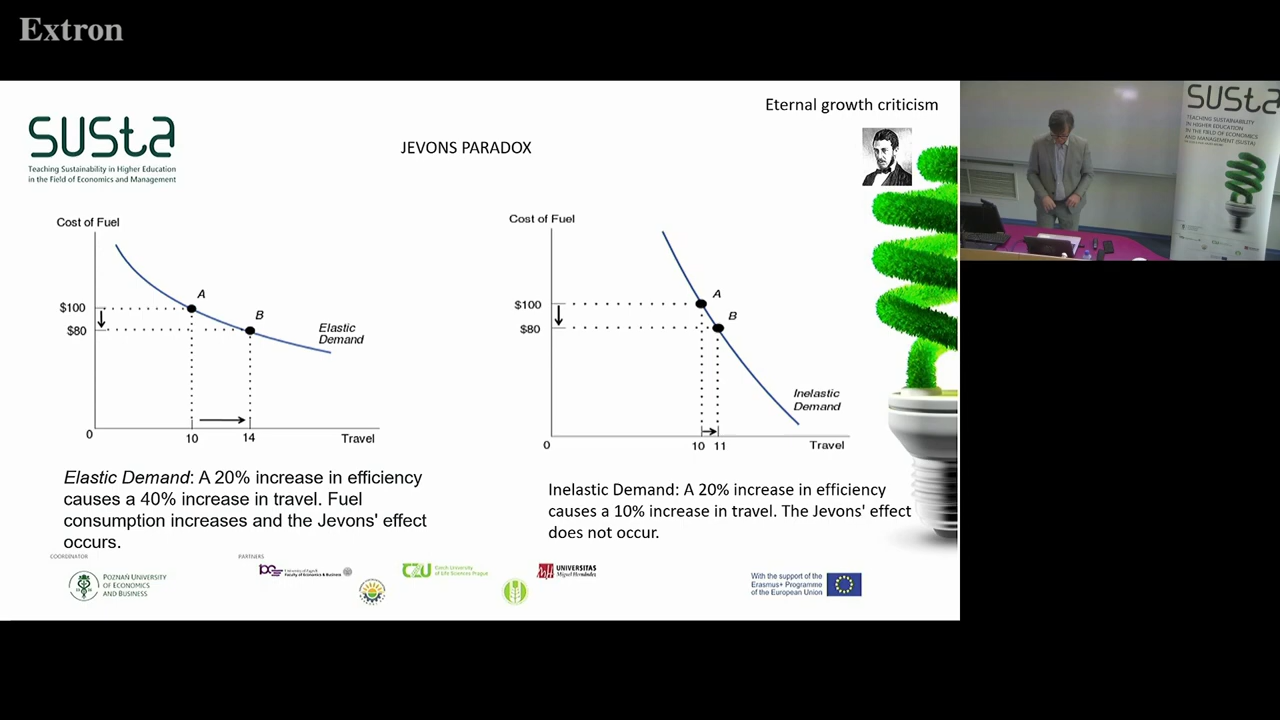 Extron
Eternal growth criticism
susta
Teaching Sustainability in Higher Education
in the Field of Economics and Management
JEVONS PARADOX
Cost of Fuel
$100
$80
A
B
Elastic
Demand
0
10
14
Travel
Cost of Fuel
$100
$80
A
B
Inelastic
Demand
0
10
11
Travel
Elastic Demand: A 20% increase in efficiency
causes a 40% increase in travel. Fuel
consumption increases and the Jevons' effect
occurs.
Inelastic Demand: A 20% increase in efficiency
causes a 10% increase in travel. The Jevons' effect
does not occur.
COORDINATOR
POZNAŃ UNIVERSITY
OF ECONOMICS
AND BUSINESS
PARTNERS
University of Zagreb
Faculty of Economics & Business
CZU
Czech University
of Life Sciences Prague
UNIVERSITAS
Miguel Hernández
With the support of the
Erasmus+ Programme
of the European Union
susta
TEACHING SUSTAINABILITY
IN HIGHER EDUCATION
IN THE FIELD OF ECONOMICS
AND MANAGEMENT (SUSTA)